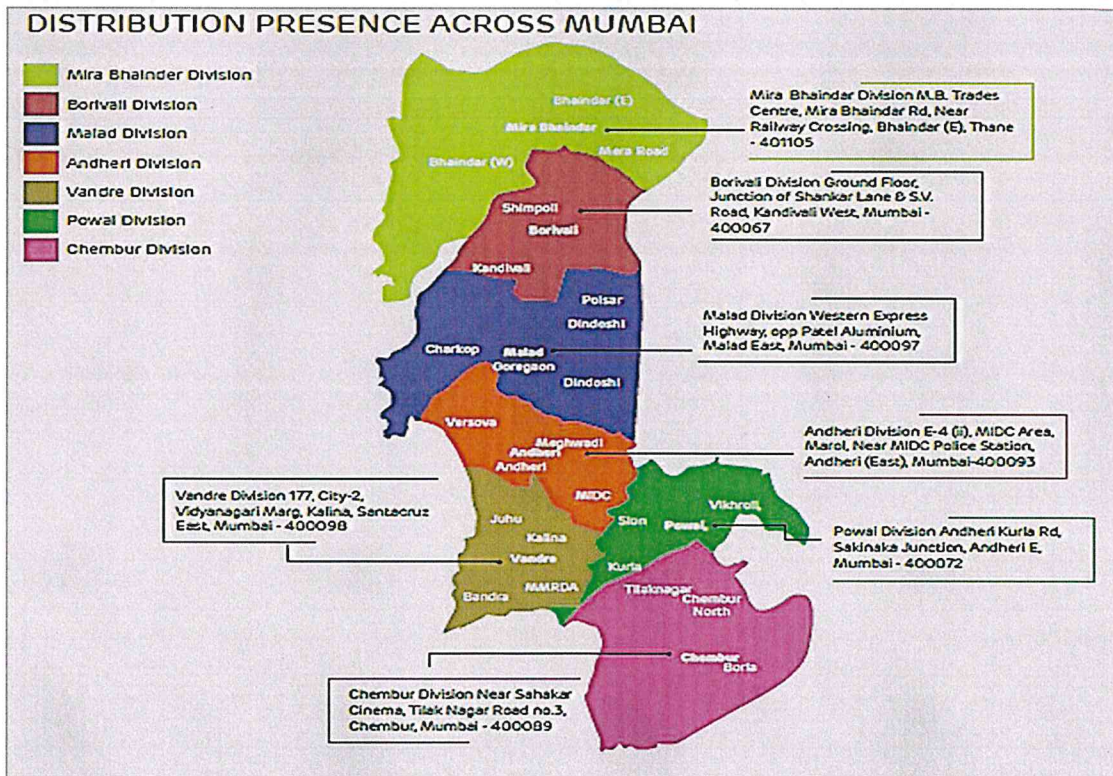 DISTRIBUTION PRESENCE ACROSS MUMBAI
Mira Bhainder Division
Borivali Division
Malad Division
Andheri Division
Vandre Division
Powai Division
Chembur Division
Bhaindar (E)
Mira Bhaindar
Mera Road
Bhaindar (W)
Mira Bhaindar Division M.B. Trades
Centre, Mira Bhaindar Rd, Near
Railway Crossing, Bhaindar (E), Thane
- 401105
Shimpoli
Borivali
Kandivali
Borivali Division Ground Floor,
Junction of Shankar Lane & S.V.
Road, Kandivali West, Mumbai -
400067
Poisar
Dindoshi
Charkop
Malad
Goregaon
Dindoshi
Malad Division Western Express
Highway, opp Patel Aluminium,
Malad East, Mumbai - 400097
Versova
Meghwadi
Andheri
Andheri
MIDC
Andheri Division E-4 (ii), MIDC Area,
Marol, Near MIDC Police Station,
Andheri (East), Mumbai-400093
Vandre Division 177, City-2,
Vidyanagari Marg, Kalina, Santacruz
East, Mumbai - 400098
Juhu
Kalina
Vandre
MMRDA
Bandra
Vikhroli,
Sion
Powai,
Kurla
Powai Division Andheri Kurla Rd,
Sakinaka Junction, Andheri E,
Mumbai - 400072
Tilaknagar
Chembur
North
Chembur
Borla
Chembur Division Near Sahakar
Cinema, Tilak Nagar Road no.3,
Chembur, Mumbai - 400089